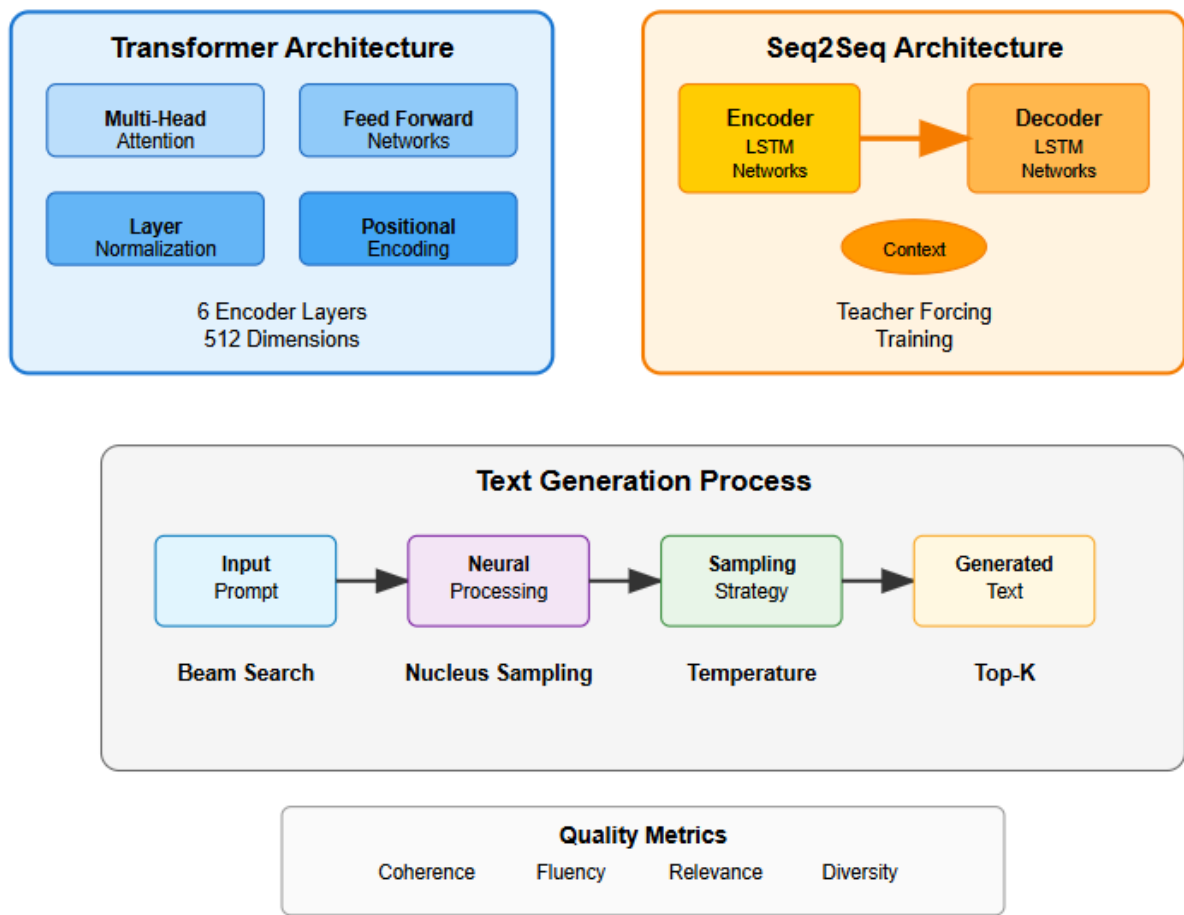 Transformer Architecture
Multi-Head
Attention
Feed Forward
Networks
Layer
Normalization
Positional
Encoding
6 Encoder Layers
512 Dimensions
Seq2Seq Architecture
Encoder
LSTM
Networks
Decoder
LSTM
Networks
Context
Teacher Forcing
Training
Text Generation Process
Input
Prompt
Neural
Processing
Sampling
Strategy
Generated
Text
Beam Search
Nucleus Sampling
Temperature
Top-K
Quality Metrics
Coherence
Fluency
Relevance
Diversity